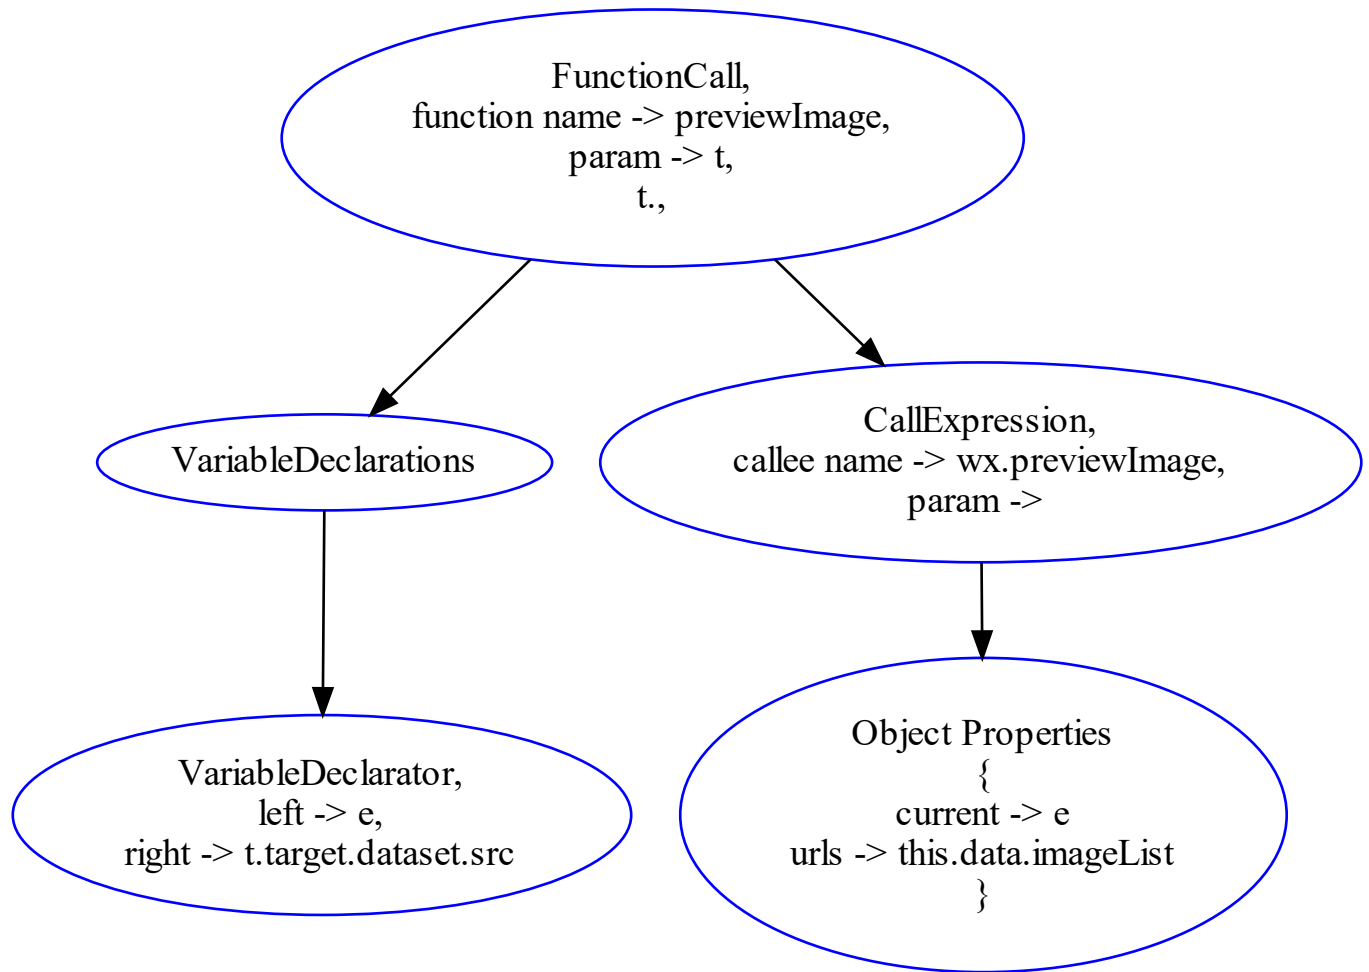 FunctionCall,
function name -> previewImage,
param -> t,
t.,
VariableDeclarations
CallExpression,
callee name -> wx.previewImage,
param ->
VariableDeclarator,
left -> e,
right -> t.target.dataset.src
Object Properties
{
current -> e
urls -> this.data.imageList
}